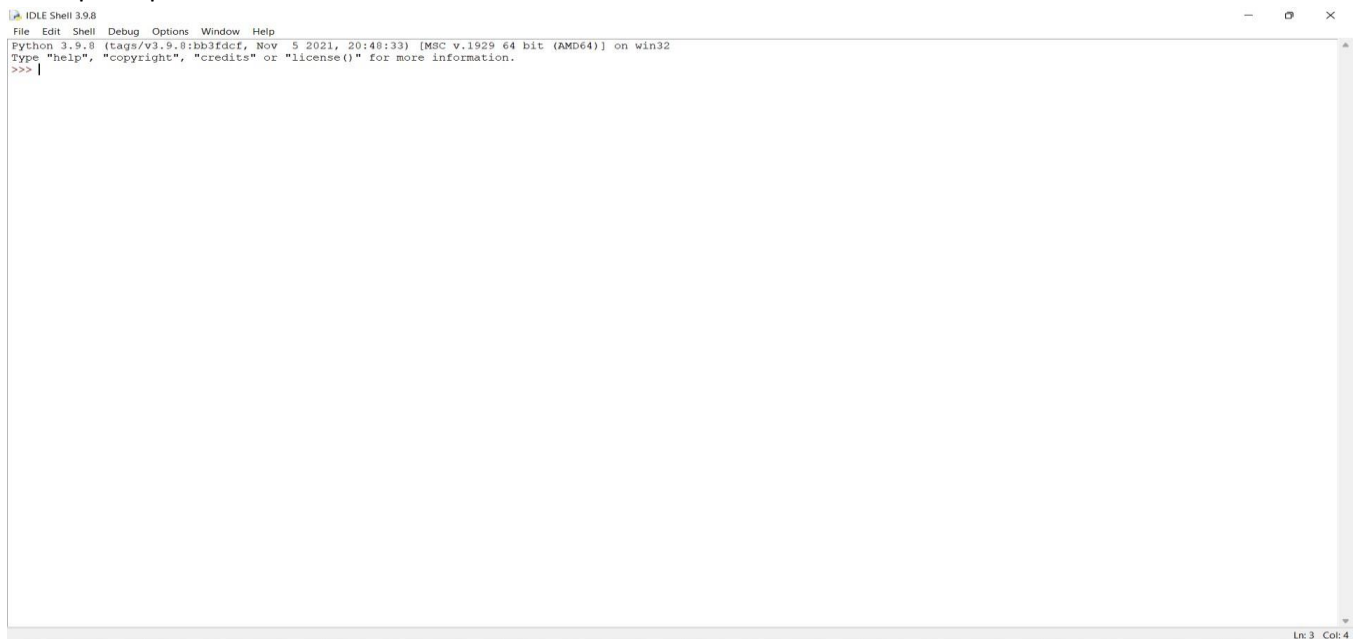 IDLE Shell 3.9.8
File Edit Shell Debug Options Window Help
Python 3.9.8 (tags/v3.9.8:bb3fdcf, Nov  5 2021, 20:48:33) [MSC v.1929 64 bit (AMD64)] on win32
Type "help", "copyright", "credits" or "license()" for more information.
>>>
Ln: 3 Col: 4